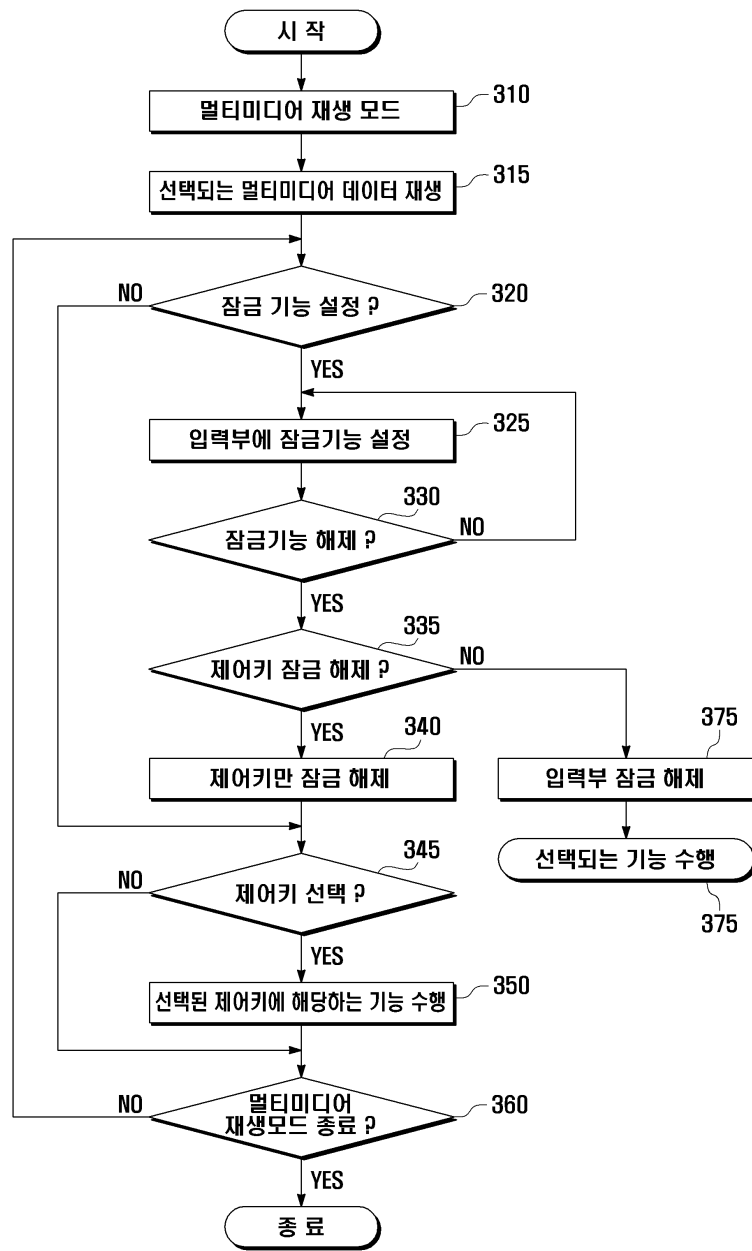 시 작
멀티미디어 재생 모드
310
선택되는 멀티미디어 데이터 재생
315
잠금 기능 설정 ?
320
NO
YES
입력부에 잠금기능 설정
325
잠금기능 해제 ?
330
NO
YES
제어키 잠금 해제 ?
335
NO
YES
제어키만 잠금 해제
340
입력부 잠금 해제
375
선택되는 기능 수행
375
제어키 선택 ?
345
NO
YES
선택된 제어키에 해당하는 기능 수행
350
멀티미디어
재생모드 종료 ?
360
NO
YES
종 료